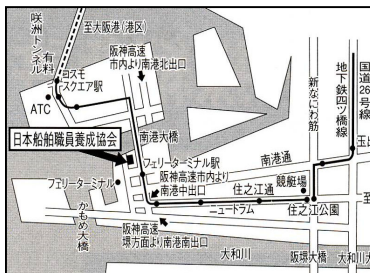 至大阪港(港区)
咲洲トンネル
有料
コスモ
スクエア駅
ATC
阪神高速
市内より南港北出口
新なにわ筋
地下鉄四ツ橋線
国道26号線
玉出
日本船舶職員養成協会
南港大橋
フェリーターミナル駅
阪神高速市内より
南港中出口
南港通
競艇場
住之江通
フェリーターミナル
ニュートラム
住之江公園
かもめ大橋
阪神高速
堺方面より南港南出口
大和川
阪堺大橋
大和川大
至